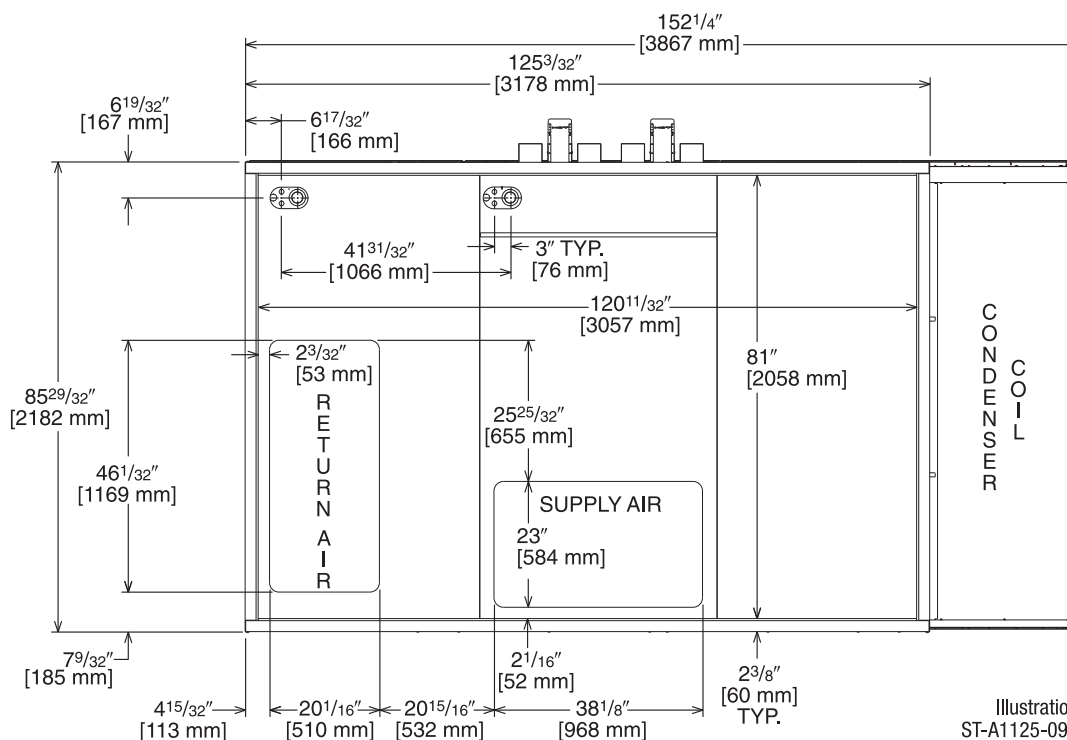 152 1/4"
[3867 mm]
125 3/32"
[3178 mm]
6 19/32"
[167 mm]
6 17/32"
[166 mm]
41 31/32"
[1066 mm]
3" TYP.
[76 mm]
120 11/32"
[3057 mm]
2 3/32"
[53 mm]
81"
[2058 mm]
85 29/32"
[2182 mm]
25 25/32"
[655 mm]
46 1/32"
[1169 mm]
RETURN AIR
SUPPLY AIR
23"
[584 mm]
CONDENSER
COIL
7 9/32"
[185 mm]
2 1/16"
[52 mm]
2 3/8"
[60 mm]
TYP.
4 15/32"
[113 mm]
20 1/16"
[510 mm]
20 15/16"
[532 mm]
38 1/8"
[968 mm]
Illustratio
ST-A1125-09